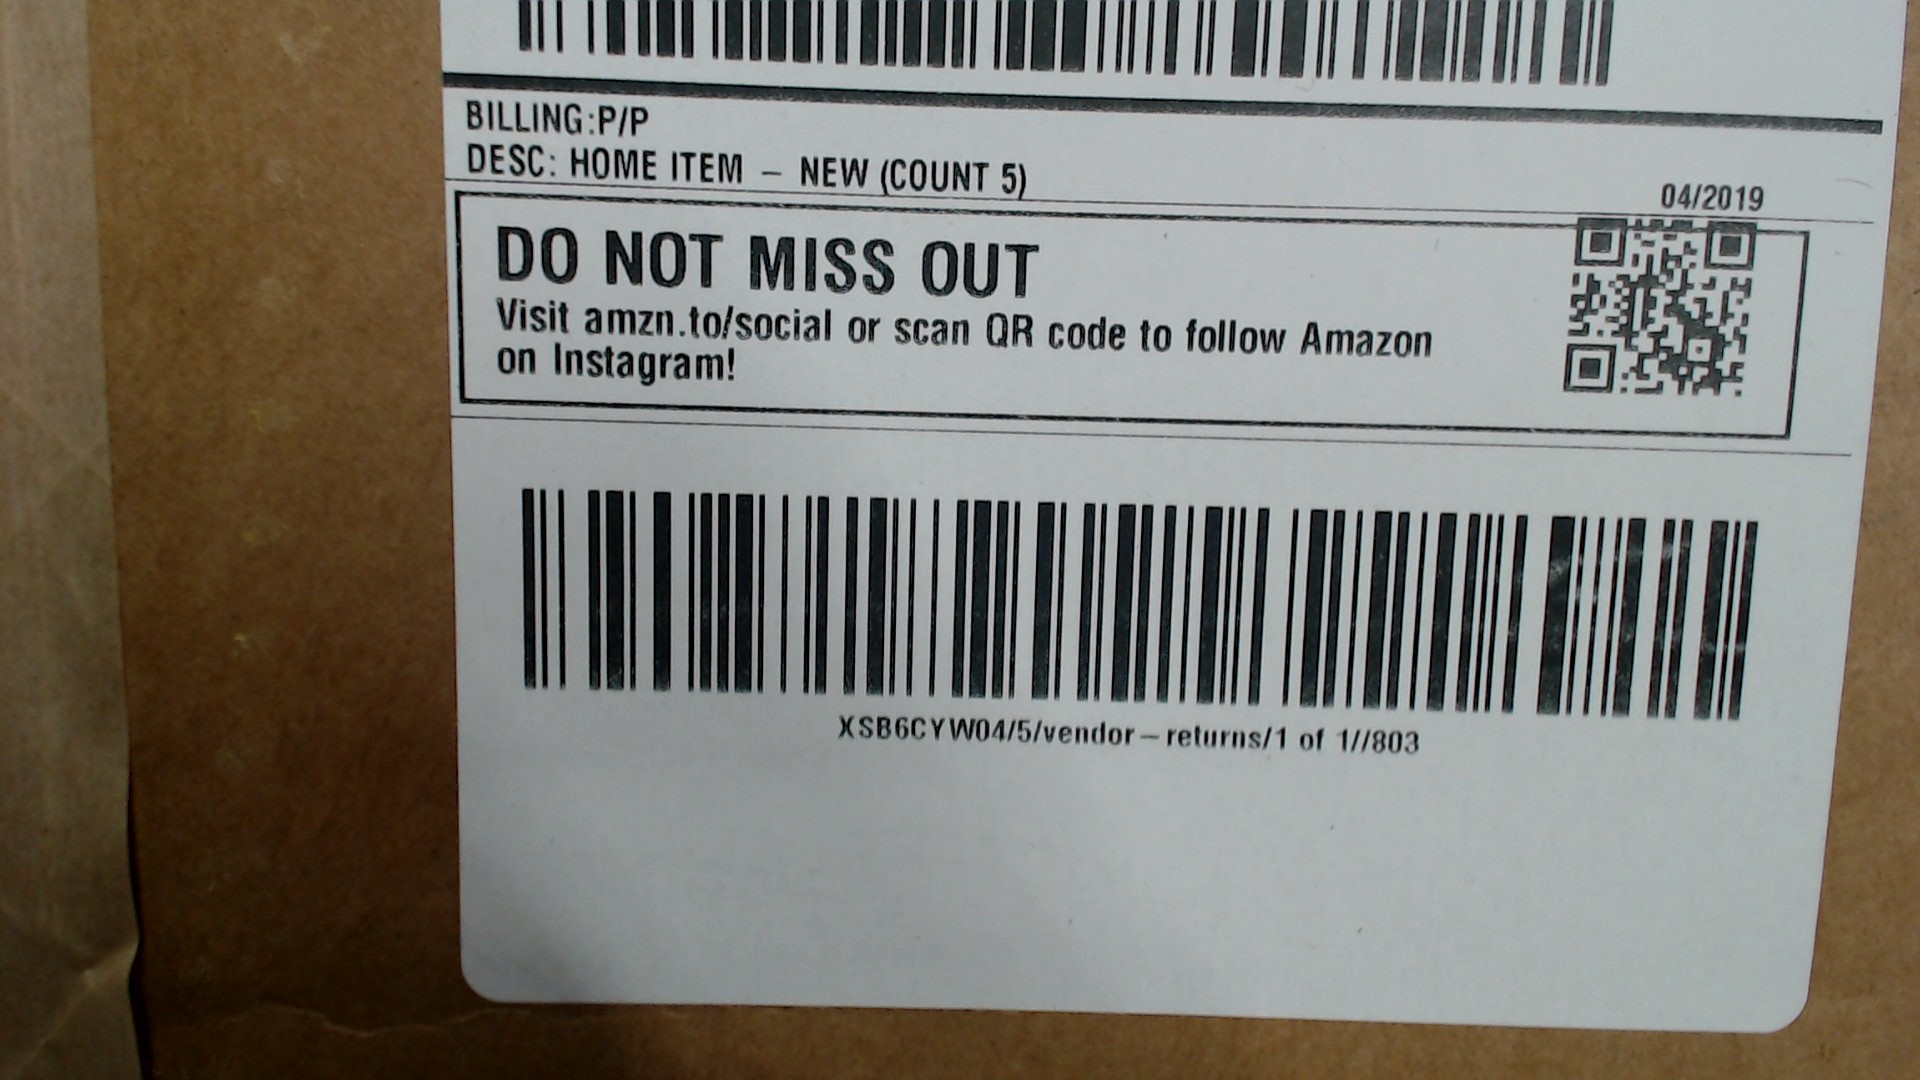 BILLING:P/P
DESC: HOME ITEM – NEW (COUNT 5)
04/2019
DO NOT MISS OUT
Visit amzn.to/social or scan QR code to follow Amazon
on Instagram!
XSB6CYW04/5/vendor–returns/1 of 1//803